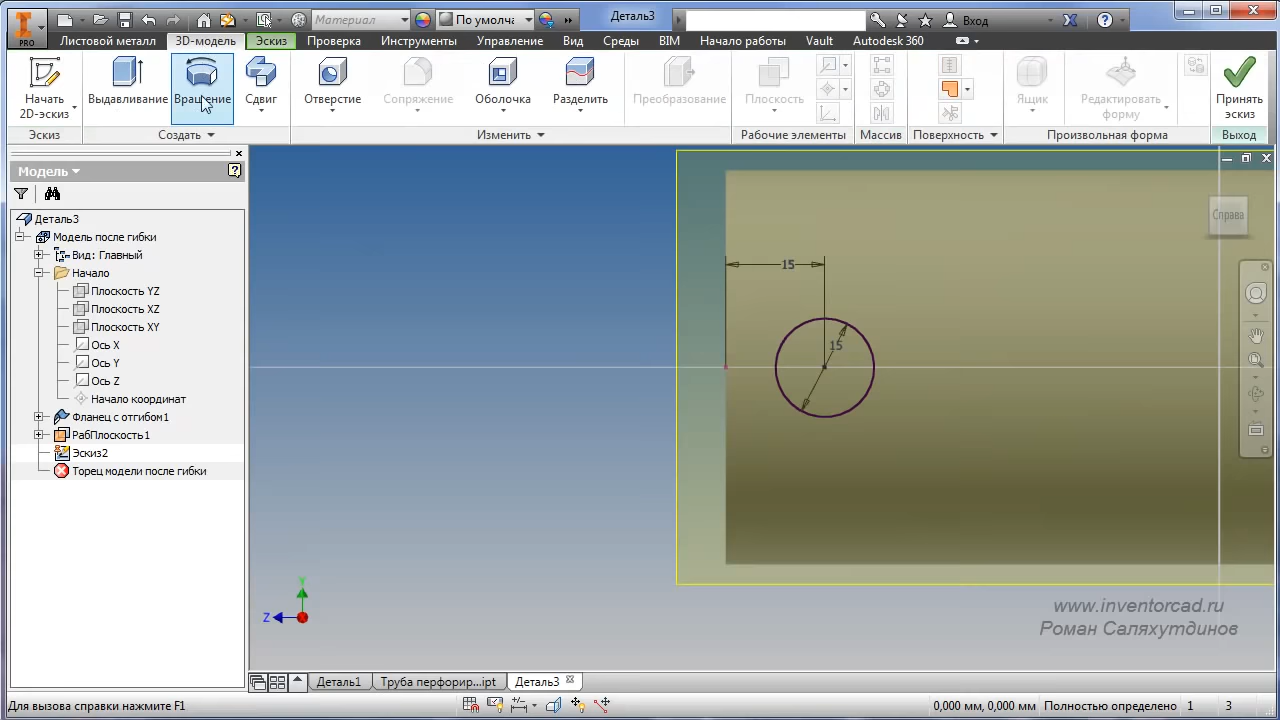 PRO
Материал
По умолча
Деталь3
Вход
Листовой металл
3D-модель
Эскиз
Проверка
Инструменты
Управление
Вид
Среды
BIM
Начало работы
Vault
Autodesk 360
Начать
2D-эскиз
Выдавливание
Вращение
Сдвиг
Отверстие
Сопряжение
Оболочка
Разделить
Преобразование
Плоскость
Ящик
Редактировать
форму
Принять
эскиз
Эскиз
Создать
Изменить
Рабочие элементы
Массив
Поверхность
Произвольная форма
Выход
Модель
Деталь3
Модель после гибки
Вид: Главный
Начало
Плоскость YZ
Плоскость XZ
Плоскость XY
Ось X
Ось Y
Ось Z
Начало координат
Фланец с отгибом1
РабПлоскость1
Эскиз2
Торец модели после гибки
Справа
15
15
Y
Z
X
www.inventorcad.ru
Роман Саляхутдинов
Деталь1
Труба перфорир...ipt
Деталь3
Для вызова справки нажмите F1
0,000 мм, 0,000 мм
Полностью определено
1
3